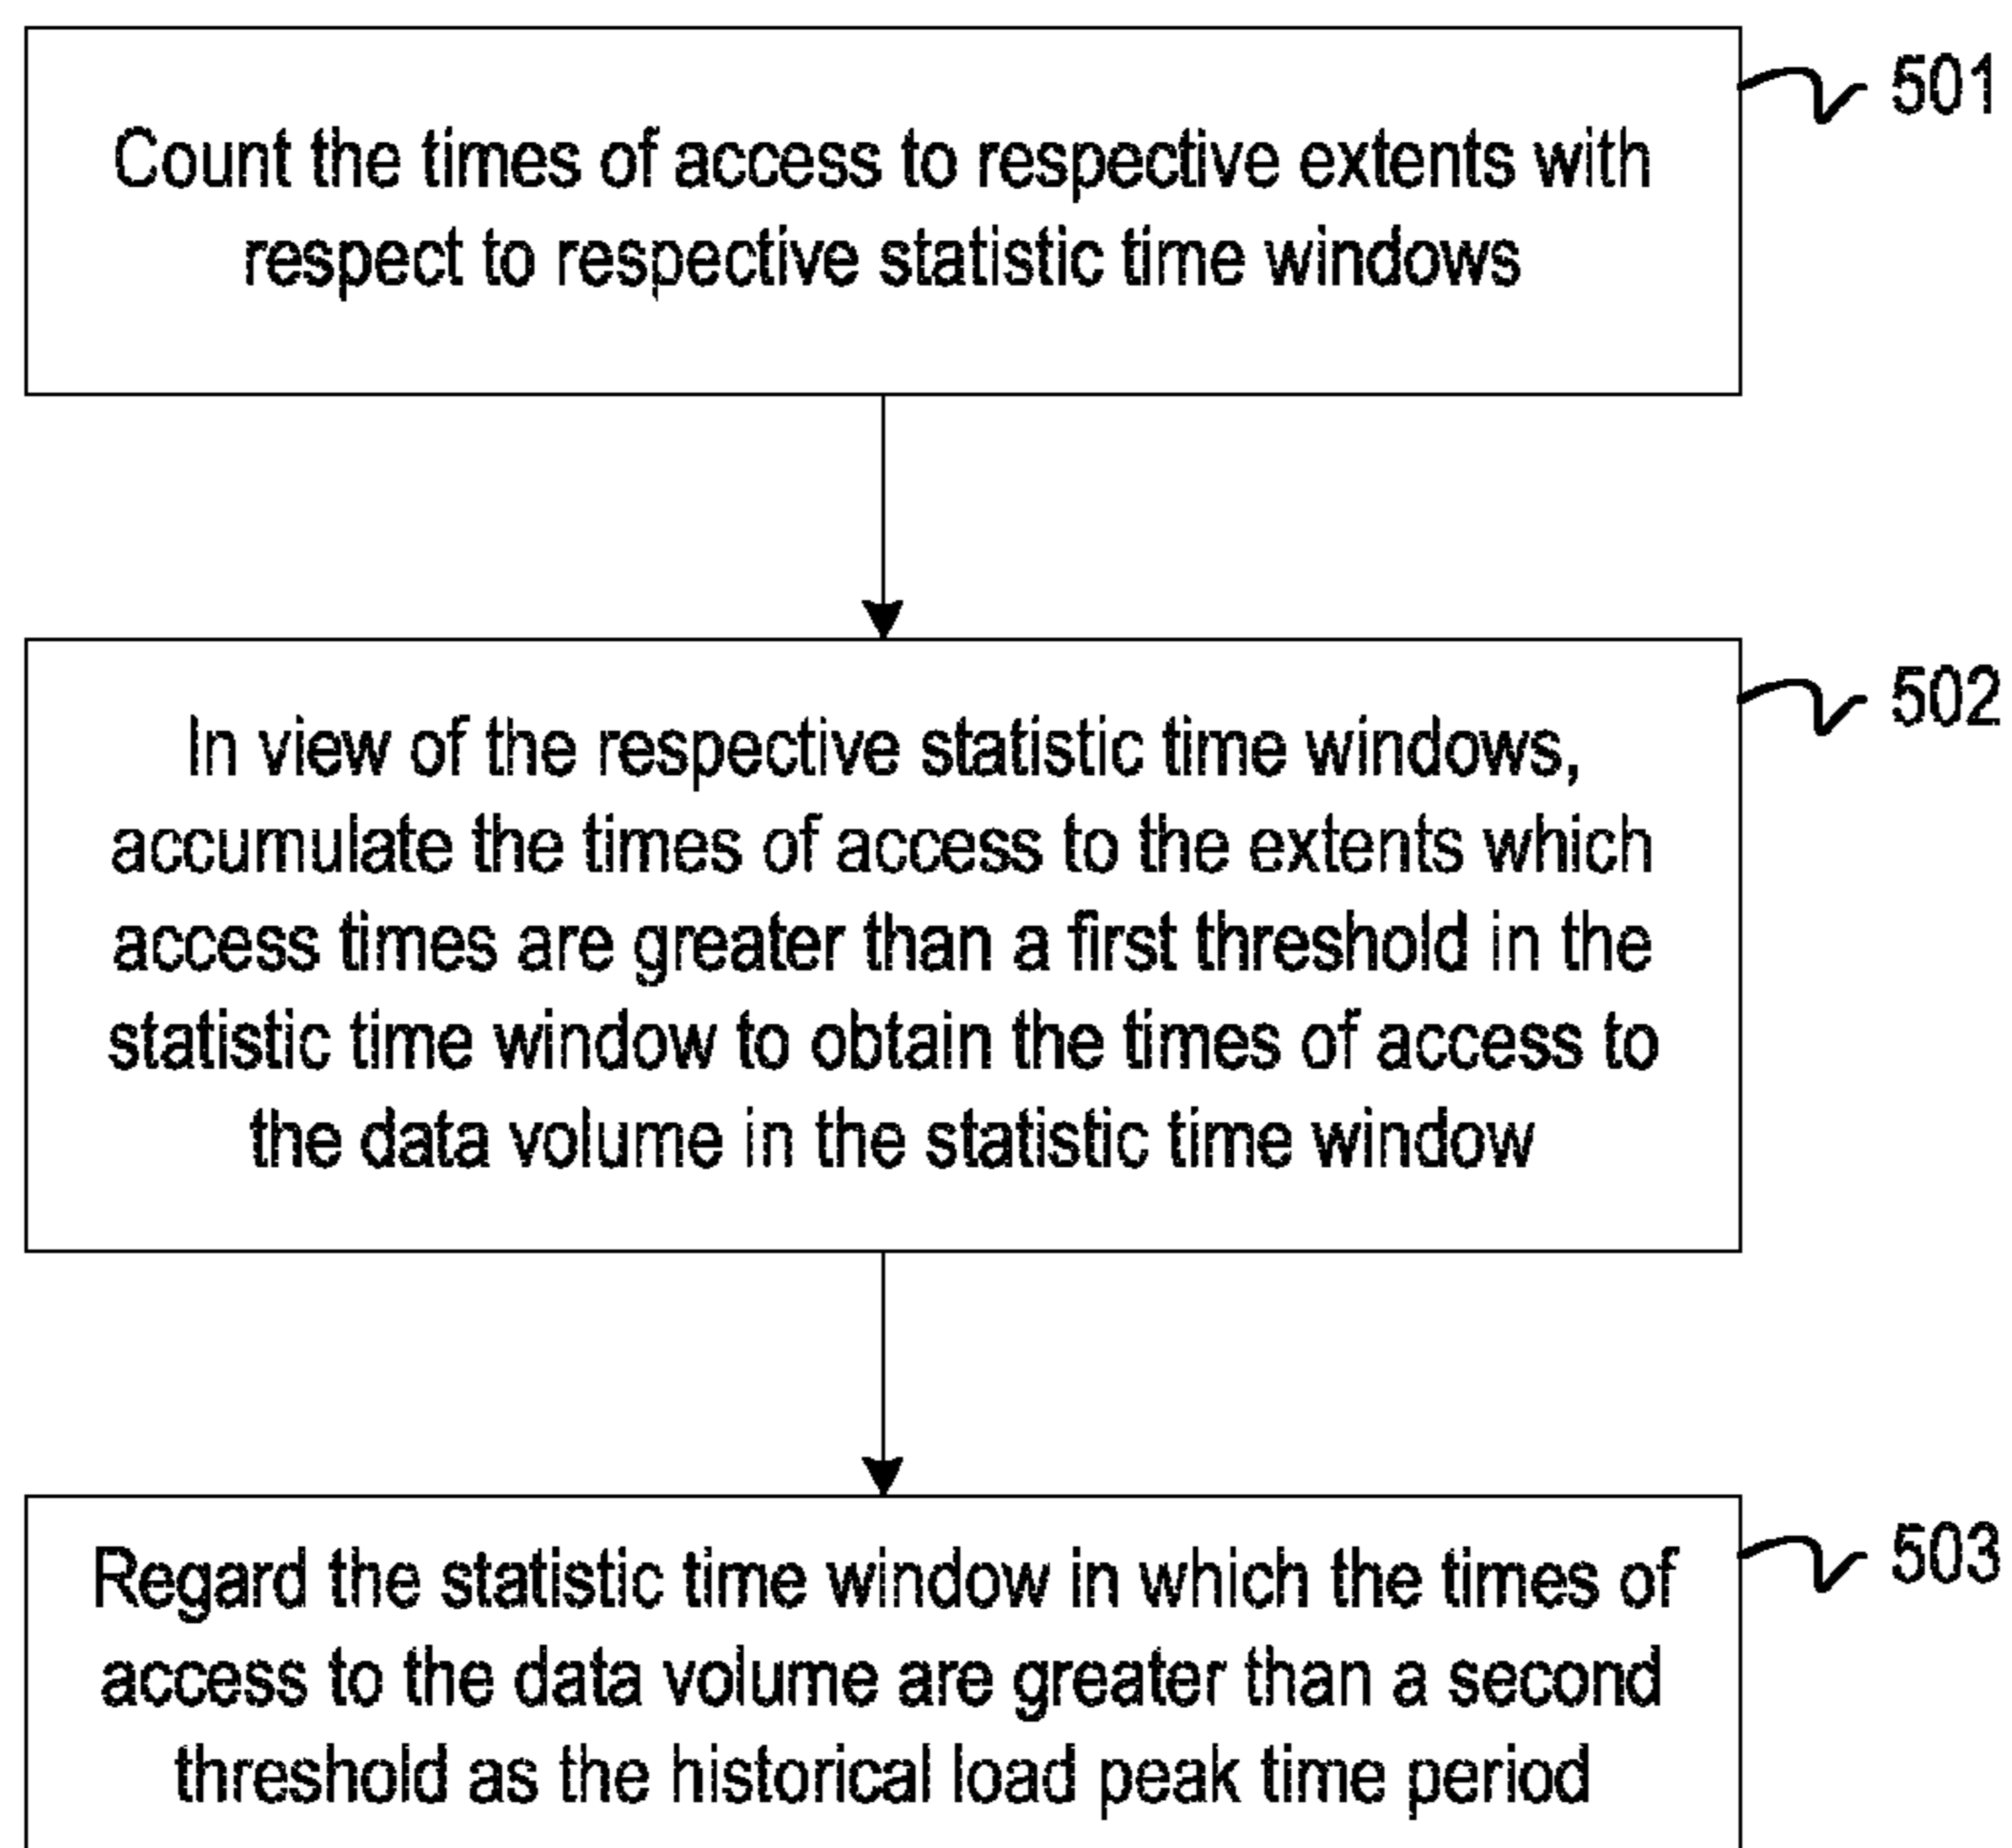 501
Count the times of access to respective extents with
respect to respective statistic time windows
502
In view of the respective statistic time windows,
accumulate the times of access to the extents which
access times are greater than a first threshold in the
statistic time window to obtain the times of access to
the data volume in the statistic time window
503
Regard the statistic time window in which the times of
access to the data volume are greater than a second
threshold as the historical load peak time period